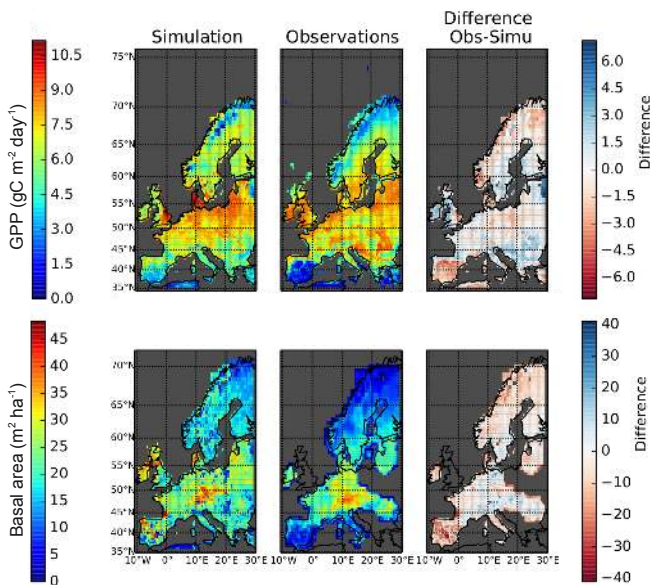 Simulation
Observations
Difference
Obs-Simu
10.5
9.0
7.5
6.0
4.5
3.0
1.5
0.0
GPP (gC m⁻² day⁻¹)
75°N
70°N
65°N
60°N
55°N
50°N
45°N
40°N
35°N
6.0
4.5
3.0
1.5
0.0
−1.5
−3.0
−4.5
−6.0
Difference
45
40
35
30
25
20
15
10
5
0
Basal area (m² ha⁻¹)
70°N
65°N
60°N
55°N
50°N
45°N
40°N
35°N
10°W 0° 10°E 20°E 30°E
10°W 0° 10°E 20°E 30°E
10°W 0° 10°E 20°E 30°E
40
30
20
10
0
−10
−20
−30
−40
Difference